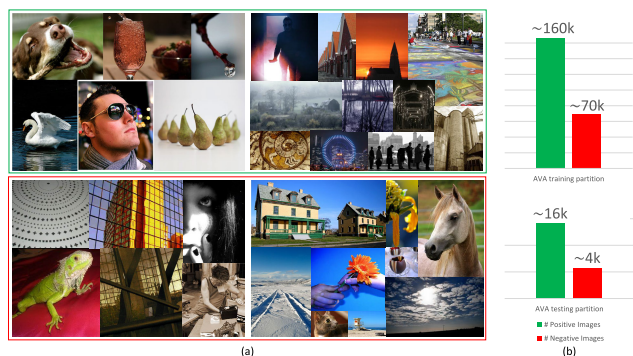 ~160k
~70k
AVA training partition
~16k
~4k
AVA testing partition
# Positive Images
# Negative Images
(a)
(b)